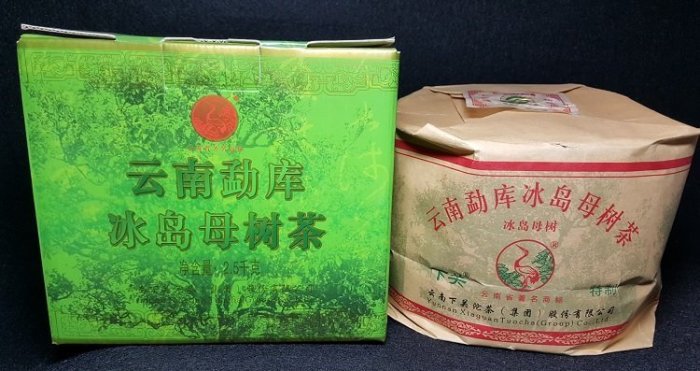 云南勐库
冰岛母树茶
净含量：2.5千克
云南勐库冰岛母树茶
冰岛母树
下关
特制
云南省著名商标
云南下关沱茶（集团）股份有限公司
Yunnan Xiaguan Tuocha(Group) Co.,Ltd